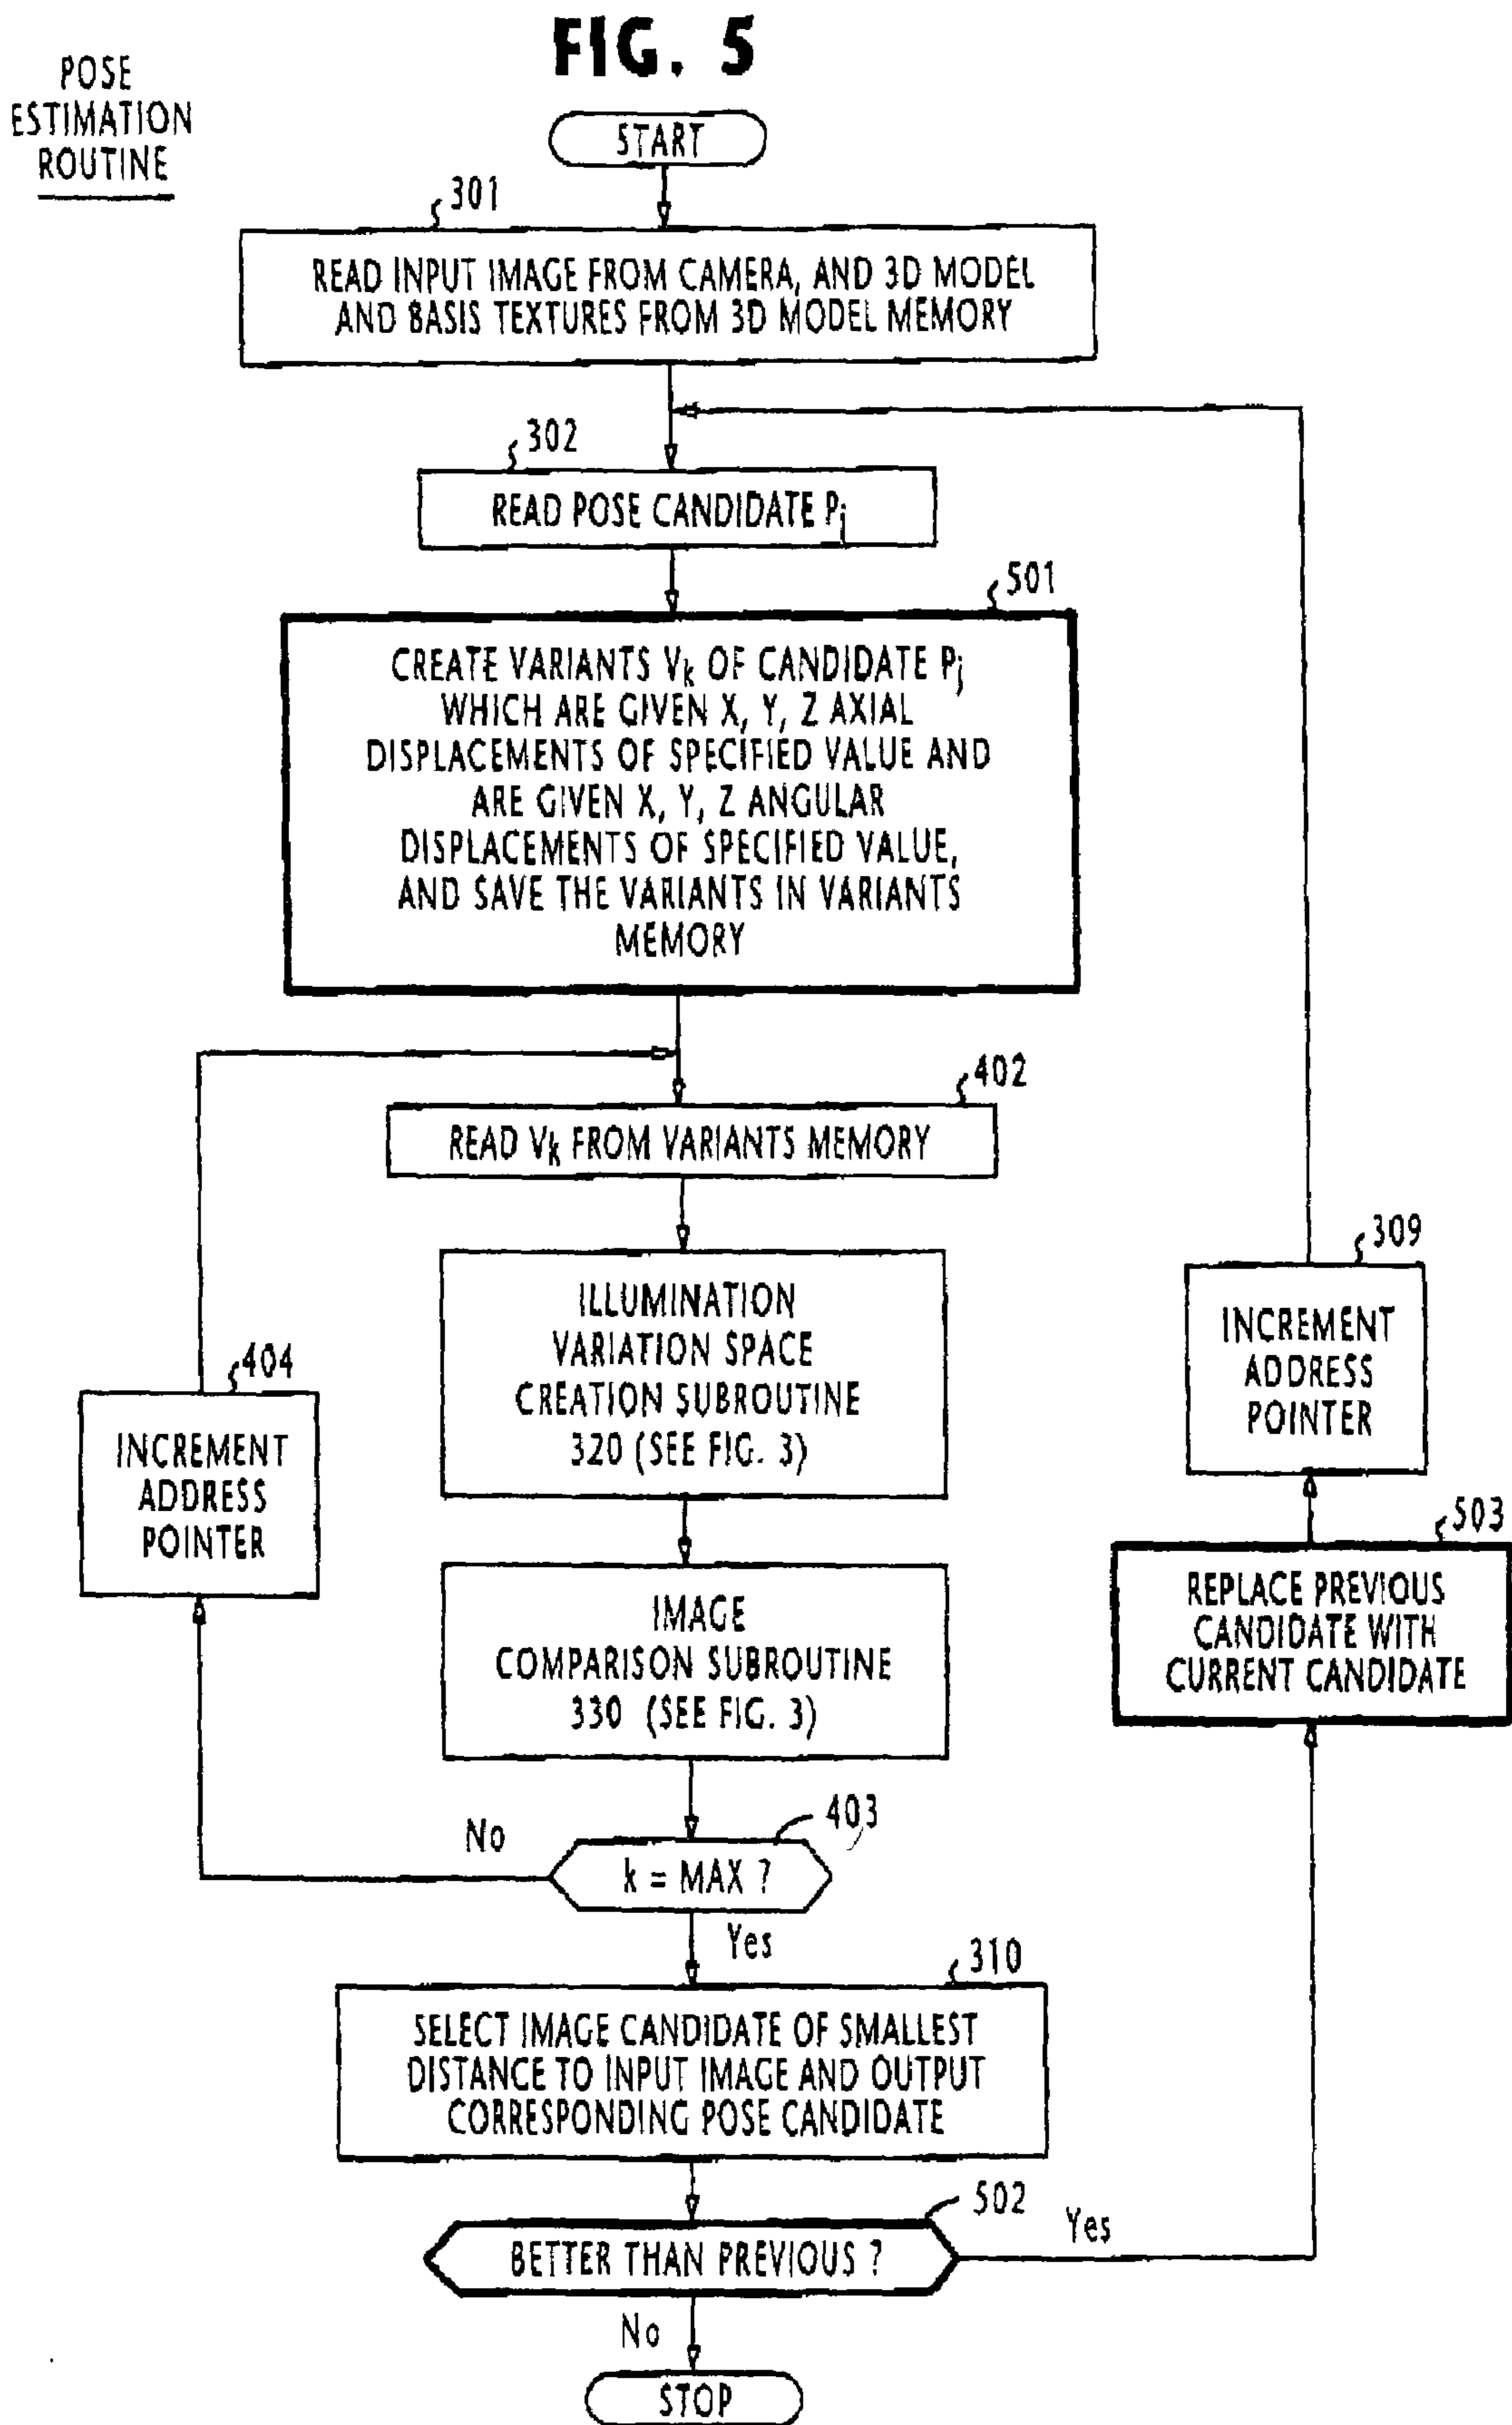 FIG. 5
POSE
ESTIMATION
ROUTINE
START
301
READ INPUT IMAGE FROM CAMERA, AND 3D MODEL
AND BASIS TEXTURES FROM 3D MODEL MEMORY
302
READ POSE CANDIDATE Pj
501
CREATE VARIANTS Vk OF CANDIDATE Pj
WHICH ARE GIVEN X, Y, Z AXIAL
DISPLACEMENTS OF SPECIFIED VALUE AND
ARE GIVEN X, Y, Z ANGULAR
DISPLACEMENTS OF SPECIFIED VALUE,
AND SAVE THE VARIANTS IN VARIANTS
MEMORY
402
READ Vk FROM VARIANTS MEMORY
ILLUMINATION
VARIATION SPACE
CREATION SUBROUTINE
320 (SEE FIG. 3)
309
INCREMENT
ADDRESS
POINTER
404
INCREMENT
ADDRESS
POINTER
503
REPLACE PREVIOUS
CANDIDATE WITH
CURRENT CANDIDATE
IMAGE
COMPARISON SUBROUTINE
330 (SEE FIG. 3)
403
No
k = MAX ?
Yes
310
SELECT IMAGE CANDIDATE OF SMALLEST
DISTANCE TO INPUT IMAGE AND OUTPUT
CORRESPONDING POSE CANDIDATE
502
Yes
BETTER THAN PREVIOUS ?
No
STOP